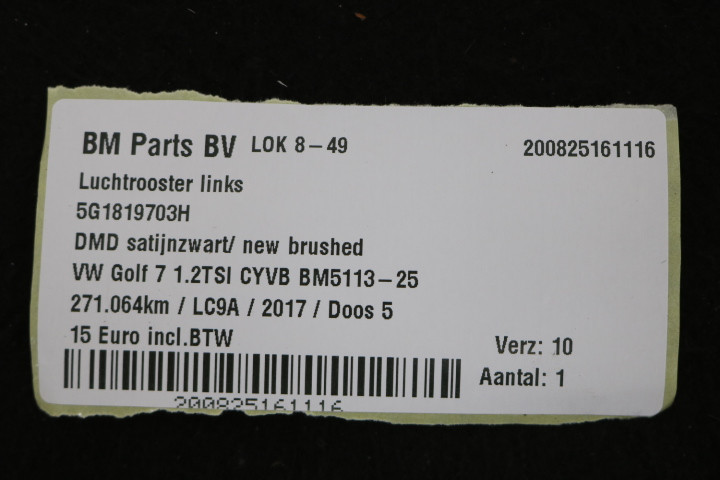 BM Parts BV LOK 8-49 200825161116
Luchtrooster links
5G1819703H
DMD satijnzwart/ new brushed
VW Golf 7 1.2TSI CYVB BM5113-25
271.064km / LC9A / 2017 / Doos 5
15 Euro incl.BTW
Verz: 10
Aantal: 1
200825161116